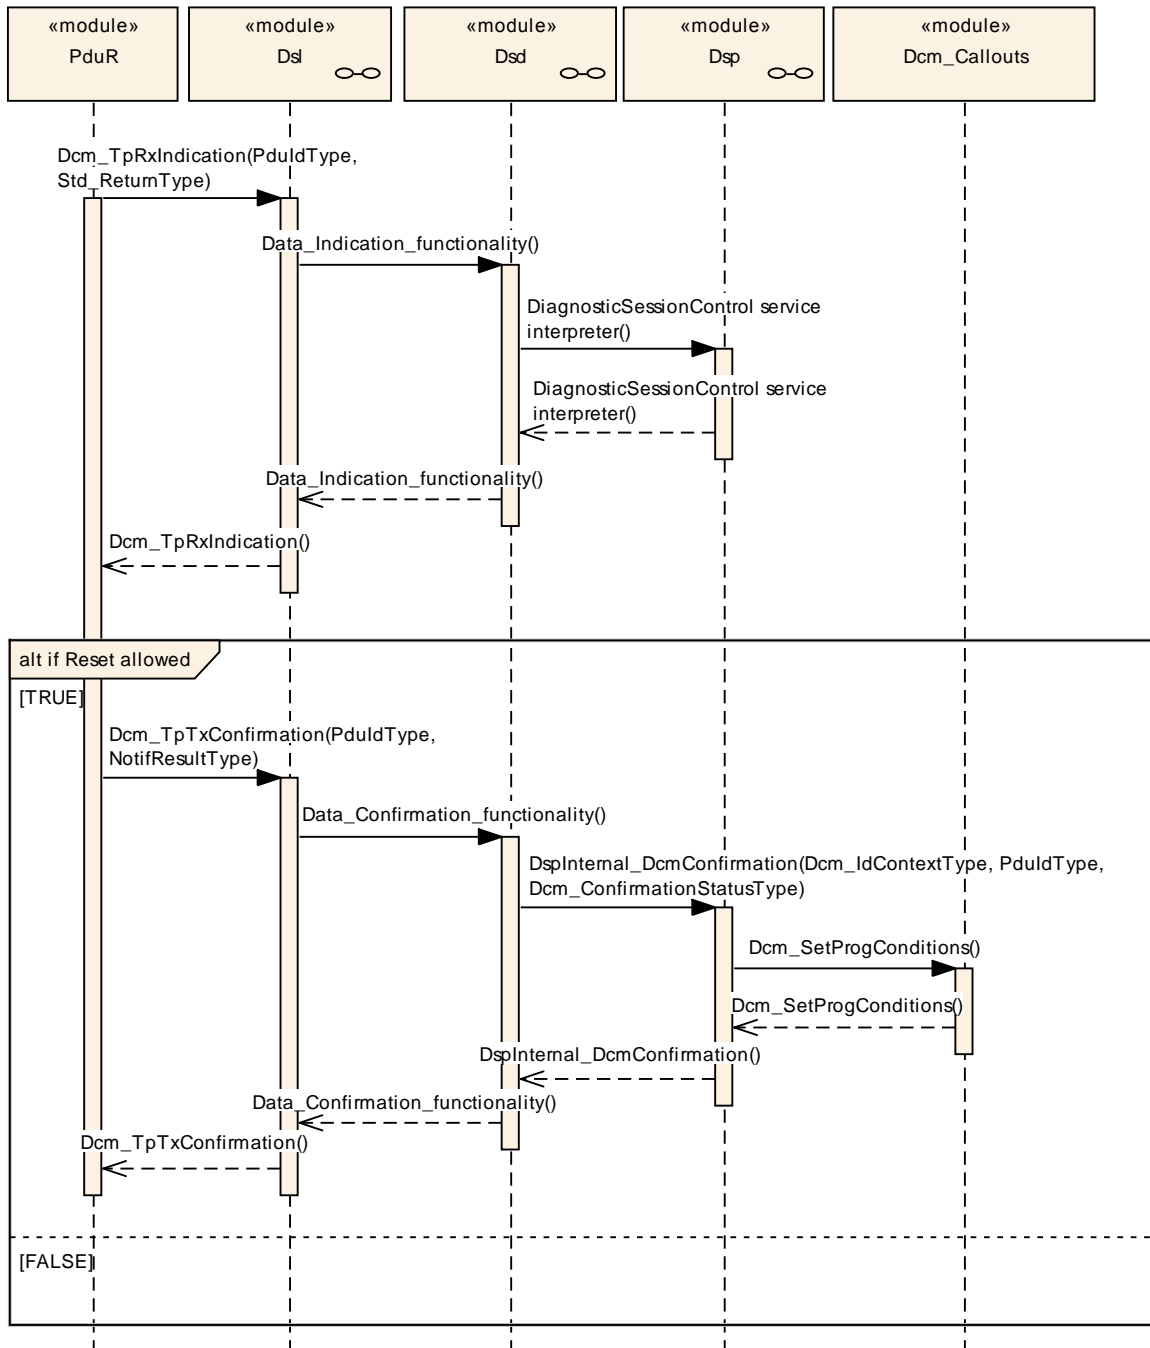 «module»
PduR
«module»
Dsl
«module»
Dsd
«module»
Dsp
«module»
Dcm_Callouts
Dcm_TpRxIndication(PduIdType,
Std_ReturnType)
Data_Indication_functionality()
DiagnosticSessionControl service
interpreter()
DiagnosticSessionControl service
interpreter()
Data_Indication_functionality()
Dcm_TpRxIndication()
alt if Reset allowed
[TRUE]
Dcm_TpTxConfirmation(PduIdType,
NotifResultType)
Data_Confirmation_functionality()
DspInternal_DcmConfirmation(Dcm_IdContextType, PduIdType,
Dcm_ConfirmationStatusType)
Dcm_SetProgConditions()
Dcm_SetProgConditions()
DspInternal_DcmConfirmation()
Data_Confirmation_functionality()
Dcm_TpTxConfirmation()
[FALSE]